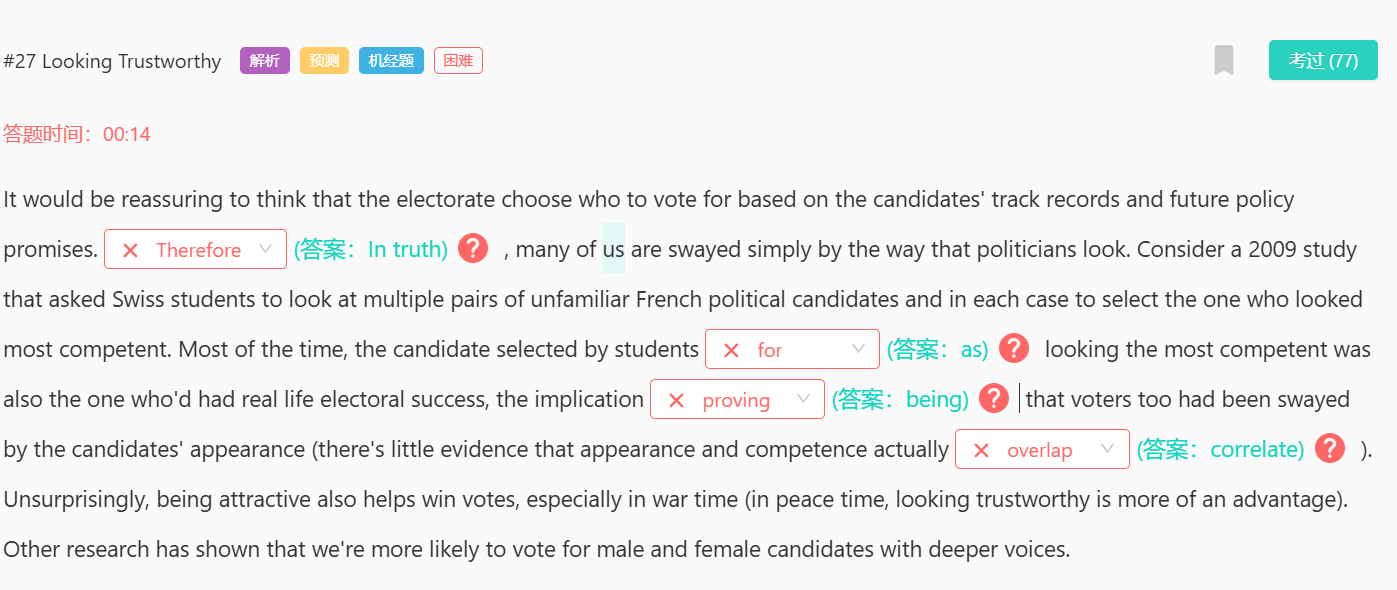 #27 Looking Trustworthy 解析 预测 机经题 困难 考过 (77)
答题时间：00:14
It would be reassuring to think that the electorate choose who to vote for based on the candidates' track records and future policy
promises. × Therefore (答案：In truth) ? , many of us are swayed simply by the way that politicians look. Consider a 2009 study
that asked Swiss students to look at multiple pairs of unfamiliar French political candidates and in each case to select the one who looked
most competent. Most of the time, the candidate selected by students × for (答案：as) ? looking the most competent was
also the one who'd had real life electoral success, the implication × proving (答案：being) ? that voters too had been swayed
by the candidates' appearance (there's little evidence that appearance and competence actually × overlap (答案：correlate) ? ).
Unsurprisingly, being attractive also helps win votes, especially in war time (in peace time, looking trustworthy is more of an advantage).
Other research has shown that we're more likely to vote for male and female candidates with deeper voices.